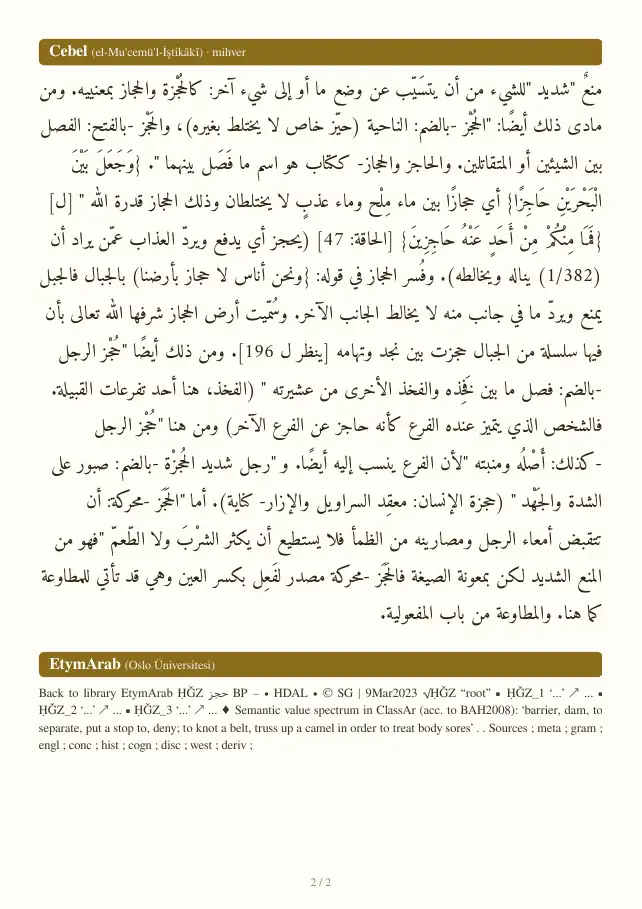 Cebel (el-Mu'cemü'l-İştikâkî) · mihver
منعٌ "شديد "للشيء من أن يتسَيّب عن وضع ما أو إلى شيء آخر: كالحُجْزة والحجاز بمعنييه. ومن
مادى ذلك أيضًا: "الحُجْز -بالضم: الناحية (حيّز خاص لا يختلط بغيره)، والحَجْز -بالفتح: الفصل
بين الشيئين أو المتقاتلين. والحاجز والحجاز- ككتاب هو اسم ما فَصَل بينهما ". {وَجَعَلَ بَيْنَ
الْبَحْرَيْنِ حَاجِزًا} أي حجازًا بين ماء مِلْح وماء عذبٍ لا يختلطان وذلك الحجاز قدرة الله " [ل]
{فَمَا مِنْكُمْ مِنْ أَحَدٍ عَنْهُ حَاجِزِينَ} [الحاقة: 47] (يحجز أي يدفع ويردّ العذاب عمّن يراد أن
(1/382) يناله ويخالطه). وفُسر الحجاز في قوله: {ونحن أناس لا حجاز بأرضنا) بالجبال فالجبل
يمنع ويردّ ما في جانب منه لا يخالط الجانب الآخر. وسُمّيت أرض الحجاز شرفها الله تعالى بأن
فيها سلسلة من الجبال حجزت بين نجد وتهامه [ينظر ل 196]. ومن ذلك أيضًا "حُجْز الرجل
-بالضم: فصل ما بين فَخِذه والفخذ الأخرى من عشيرته " (الفخذ، هنا أحد تفرعات القبيلة.
فالشخص الذي يتميز عنده الفرع كأنه حاجز عن الفرع الآخر) ومن هنا "حُجْز الرجل
-كذلك: أَصْلُه ومنبته "لأن الفرع ينسب إليه أيضًا. و "رجل شديد الحُجزْة -بالضم: صبور على
الشدة والجَهْد " (حجزة الإنسان: معقِد السراويل والإزار- كناية). أما "الحَجَز -محركة: أن
تتقبض أمعاء الرجل ومصارينه من الظمأ فلا يستطيع أن يكثر الشرْبَ ولا الطّعمّ "فهو من
المنع الشديد لكن بمعونة الصيغة فالحَجَز -محركة مصدر لفَعِل بكسر العين وهي قد تأتي للمطاوعة
كما هنا. والمطاوعة من باب المفعولية.
EtymArab (Oslo Üniversitesi)
Back to library EtymArab ḤǦZ حجز BP – • HDAL • © SG | 9Mar2023 √ḤǦZ “root” ▪ ḤǦZ_1 ‘...’ ↗ ... ▪
ḤǦZ_2 ‘...’ ↗ ... ▪ ḤǦZ_3 ‘...’ ↗ ... ♦ Semantic value spectrum in ClassAr (acc. to BAH2008): ‘barrier, dam, to
separate, put a stop to, deny; to knot a belt, truss up a camel in order to treat body sores’ . . Sources ; meta ; gram ;
engl ; conc ; hist ; cogn ; disc ; west ; deriv ;
2 / 2